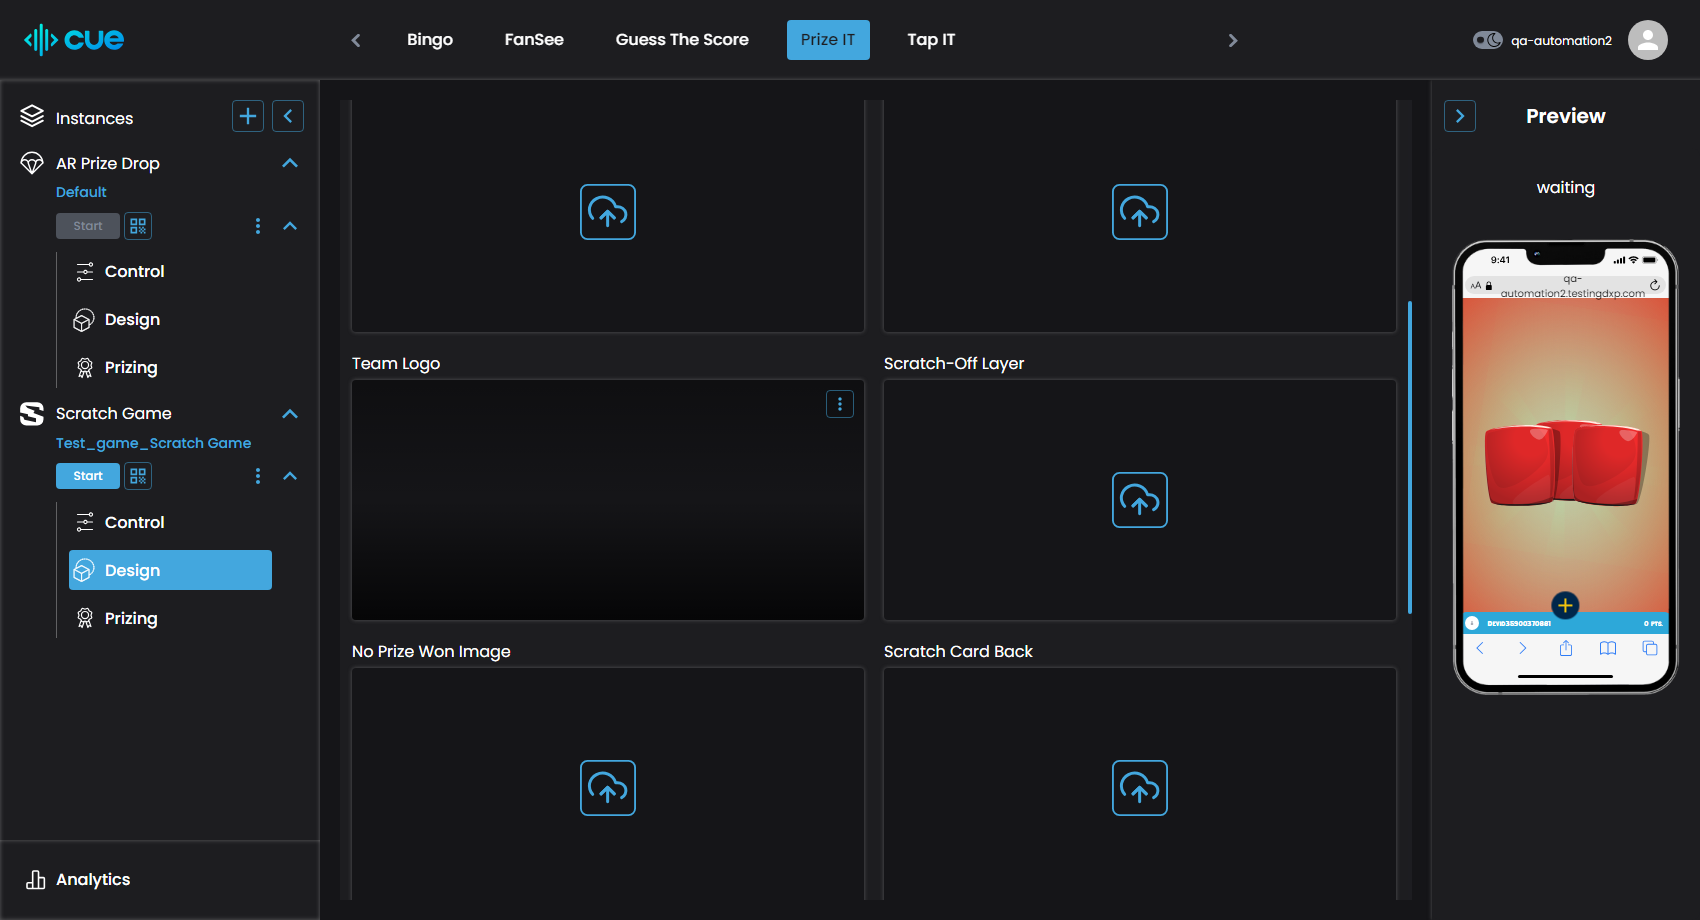 cue
Bingo
FanSee
Guess The Score
Prize IT
Tap IT
qa-automation2
Instances
AR Prize Drop
Default
Start
Control
Design
Prizing
Scratch Game
Test_game_Scratch Game
Start
Control
Design
Prizing
Analytics
Team Logo
Scratch-Off Layer
No Prize Won Image
Scratch Card Back
Preview
waiting
9:41
AA
qa-
automation2.testingdxp.com
0 PTS.